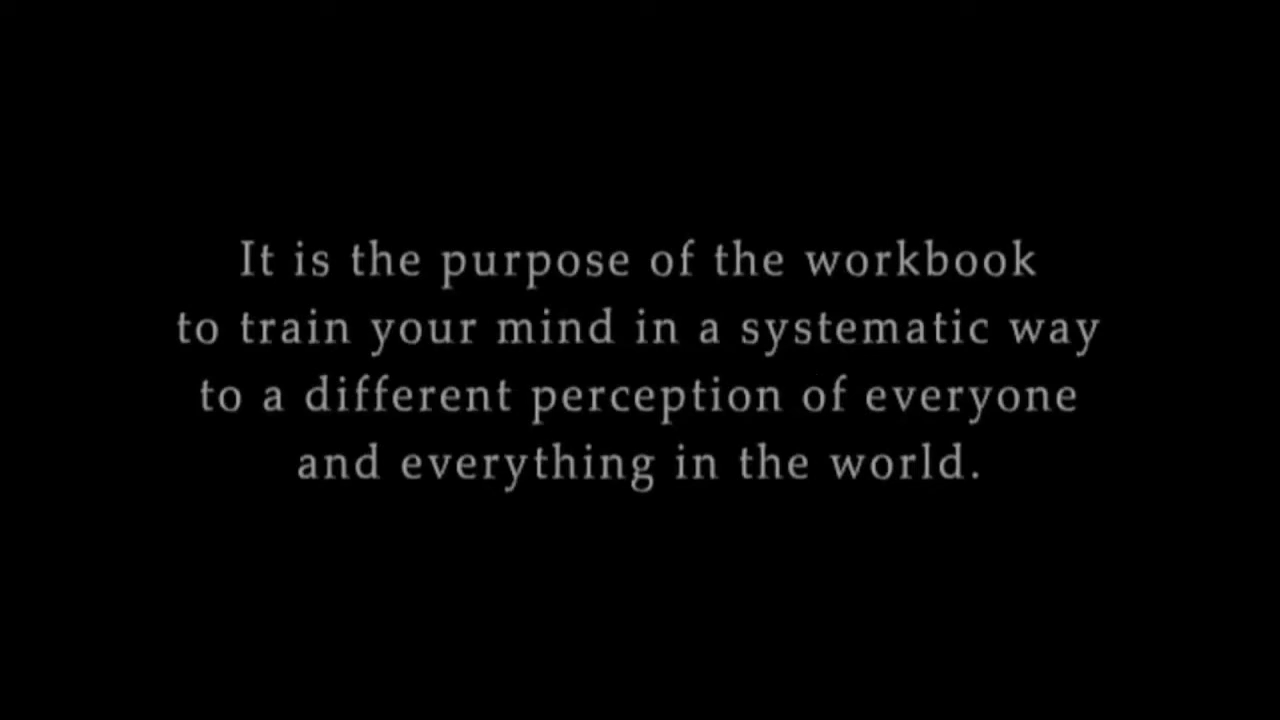 It is the purpose of the workbook
to train your mind in a systematic way
to a different perception of everyone
and everything in the world.